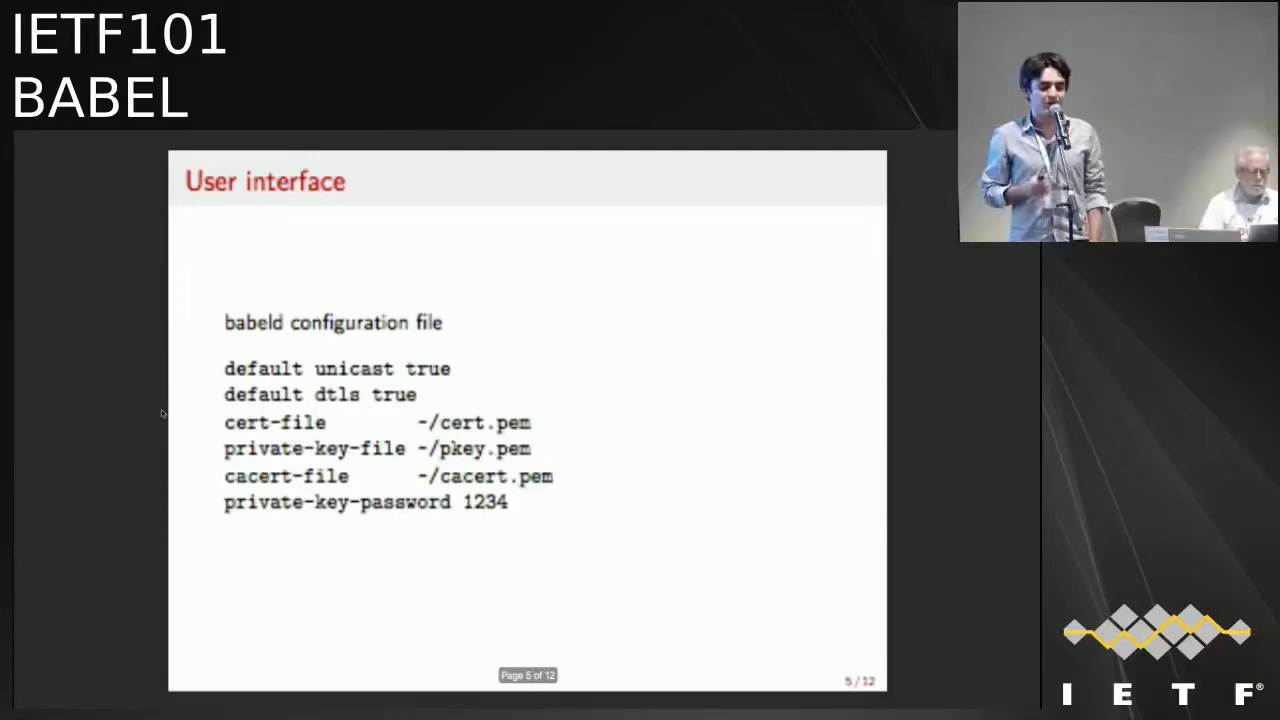 IETF101
BABEL
User interface
babeld configuration file
default unicast true
default dtls true
cert-file ~/cert.pem
private-key-file ~/pkey.pem
cacert-file ~/cacert.pem
private-key-password 1234
Page 5 of 12
5 / 12
I E T F®